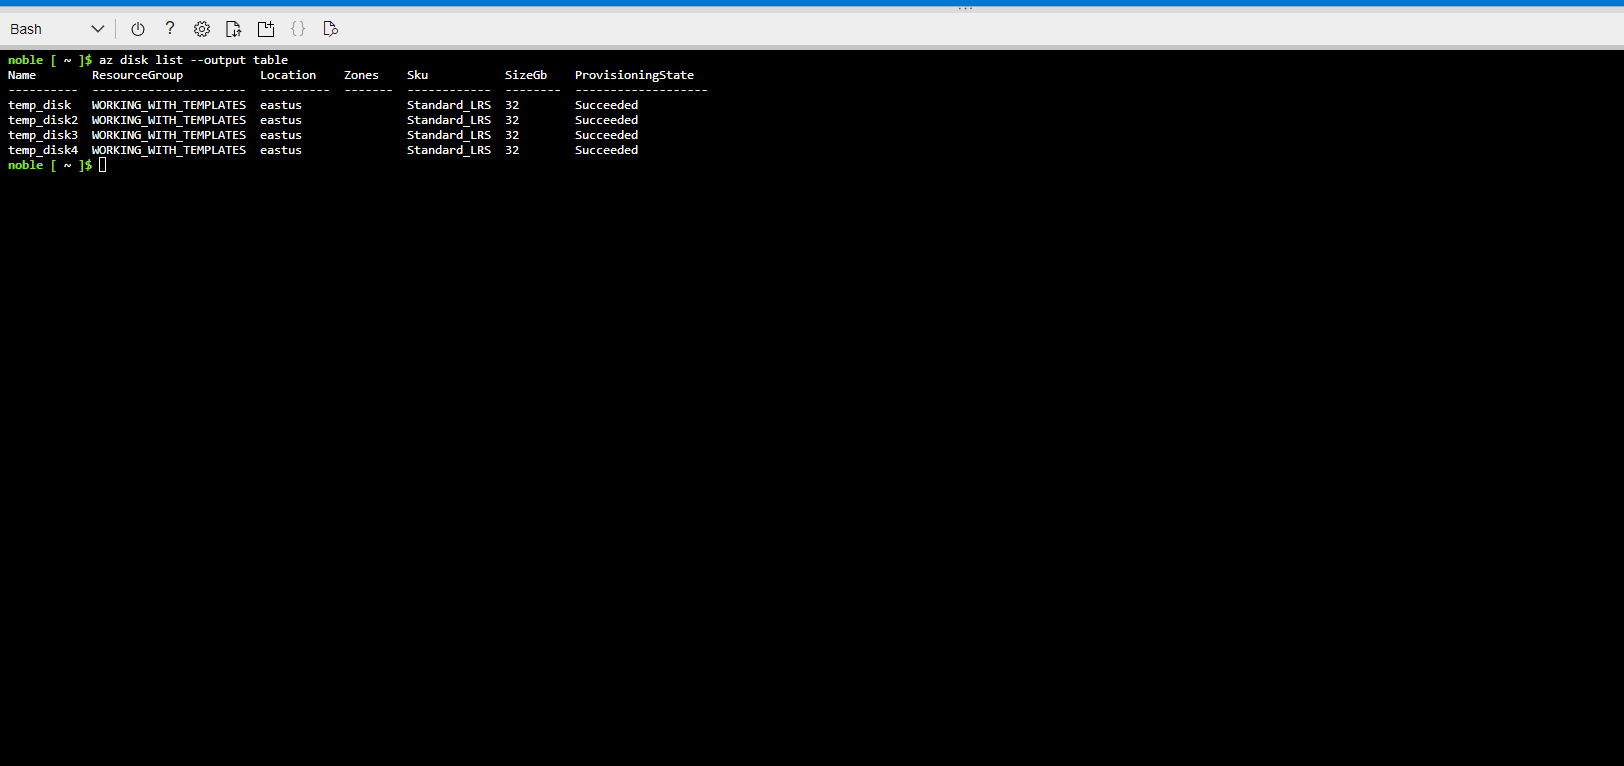 Bash
noble [ ~ ]$ az disk list --output table
Name        ResourceGroup           Location    Zones    Sku           SizeGb    ProvisioningState
----------  ----------------------  ----------  -------  ------------  --------  -------------------
temp_disk   WORKING_WITH_TEMPLATES  eastus               Standard_LRS  32        Succeeded
temp_disk2  WORKING_WITH_TEMPLATES  eastus               Standard_LRS  32        Succeeded
temp_disk3  WORKING_WITH_TEMPLATES  eastus               Standard_LRS  32        Succeeded
temp_disk4  WORKING_WITH_TEMPLATES  eastus               Standard_LRS  32        Succeeded
noble [ ~ ]$